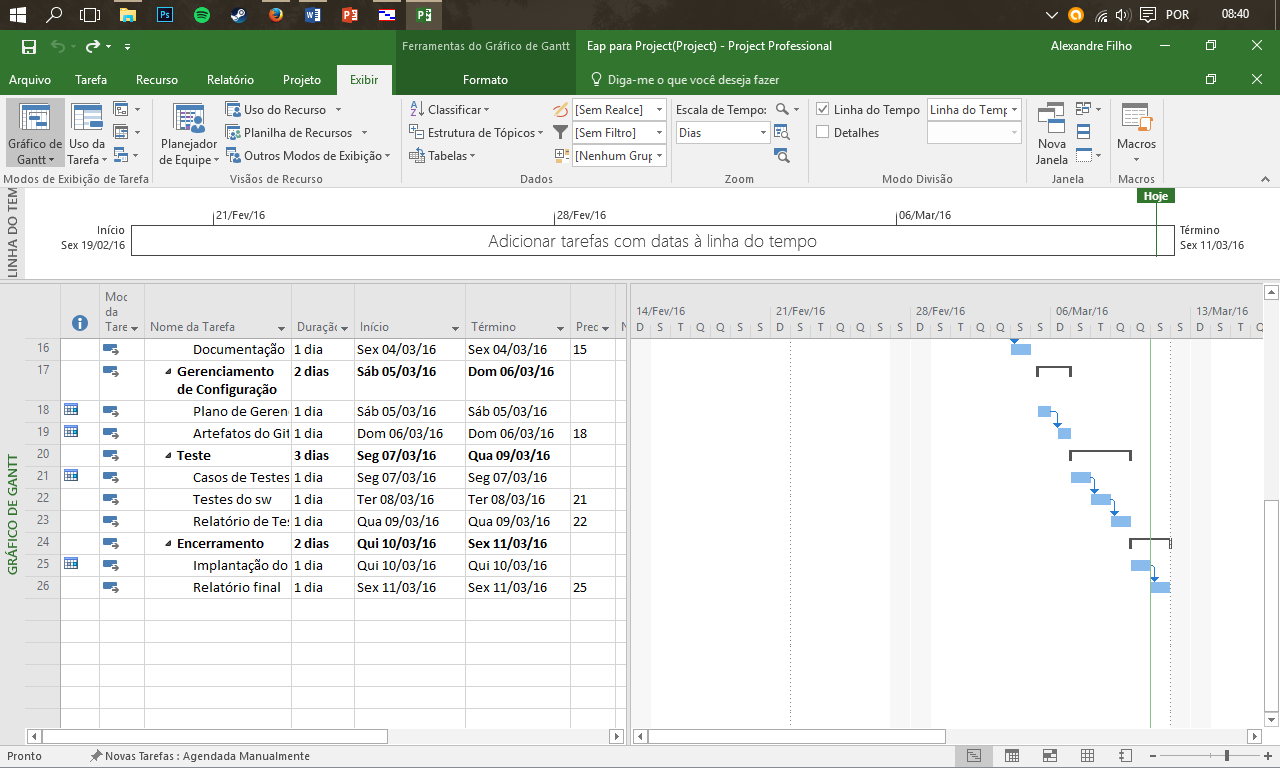 POR 08:40
Ferramentas do Gráfico de Gantt Eap para Project(Project) - Project Professional Alexandre Filho
Arquivo Tarefa Recurso Relatório Projeto Exibir Formato Diga-me o que você deseja fazer
Gráfico de Gantt
Uso da Tarefa
Modos de Exibição de Tarefa
Planejador de Equipe
Uso do Recurso
Planilha de Recursos
Outros Modos de Exibição
Visões de Recurso
Classificar
Estrutura de Tópicos
Tabelas
[Sem Realce]
[Sem Filtro]
[Nenhum Grup
Dados
Escala de Tempo:
Dias
Zoom
Linha do Tempo Linha do Temp
Detalhes
Modo Divisão
Nova Janela
Janela
Macros
Macros
LINHA DO TEM
Hoje
21/Fev/16 28/Fev/16 06/Mar/16
Início
Sex 19/02/16
Adicionar tarefas com datas à linha do tempo
Término
Sex 11/03/16
GRÁFICO DE GANTT
Moc da Tare Nome da Tarefa Duraçã Início Término Prec N
14/Fev/16 21/Fev/16 28/Fev/16 06/Mar/16 13/Mar/16
D S T Q Q S S D S T Q Q S S D S T Q Q S S D S T Q Q S S D S T Q
16 Documentação 1 dia Sex 04/03/16 Sex 04/03/16 15
17 Gerenciamento de Configuração 2 dias Sáb 05/03/16 Dom 06/03/16
18 Plano de Geren 1 dia Sáb 05/03/16 Sáb 05/03/16
19 Artefatos do Git 1 dia Dom 06/03/16 Dom 06/03/16 18
20 Teste 3 dias Seg 07/03/16 Qua 09/03/16
21 Casos de Testes 1 dia Seg 07/03/16 Seg 07/03/16
22 Testes do sw 1 dia Ter 08/03/16 Ter 08/03/16 21
23 Relatório de Tes 1 dia Qua 09/03/16 Qua 09/03/16 22
24 Encerramento 2 dias Qui 10/03/16 Sex 11/03/16
25 Implantação do 1 dia Qui 10/03/16 Qui 10/03/16
26 Relatório final 1 dia Sex 11/03/16 Sex 11/03/16 25
Pronto Novas Tarefas : Agendada Manualmente